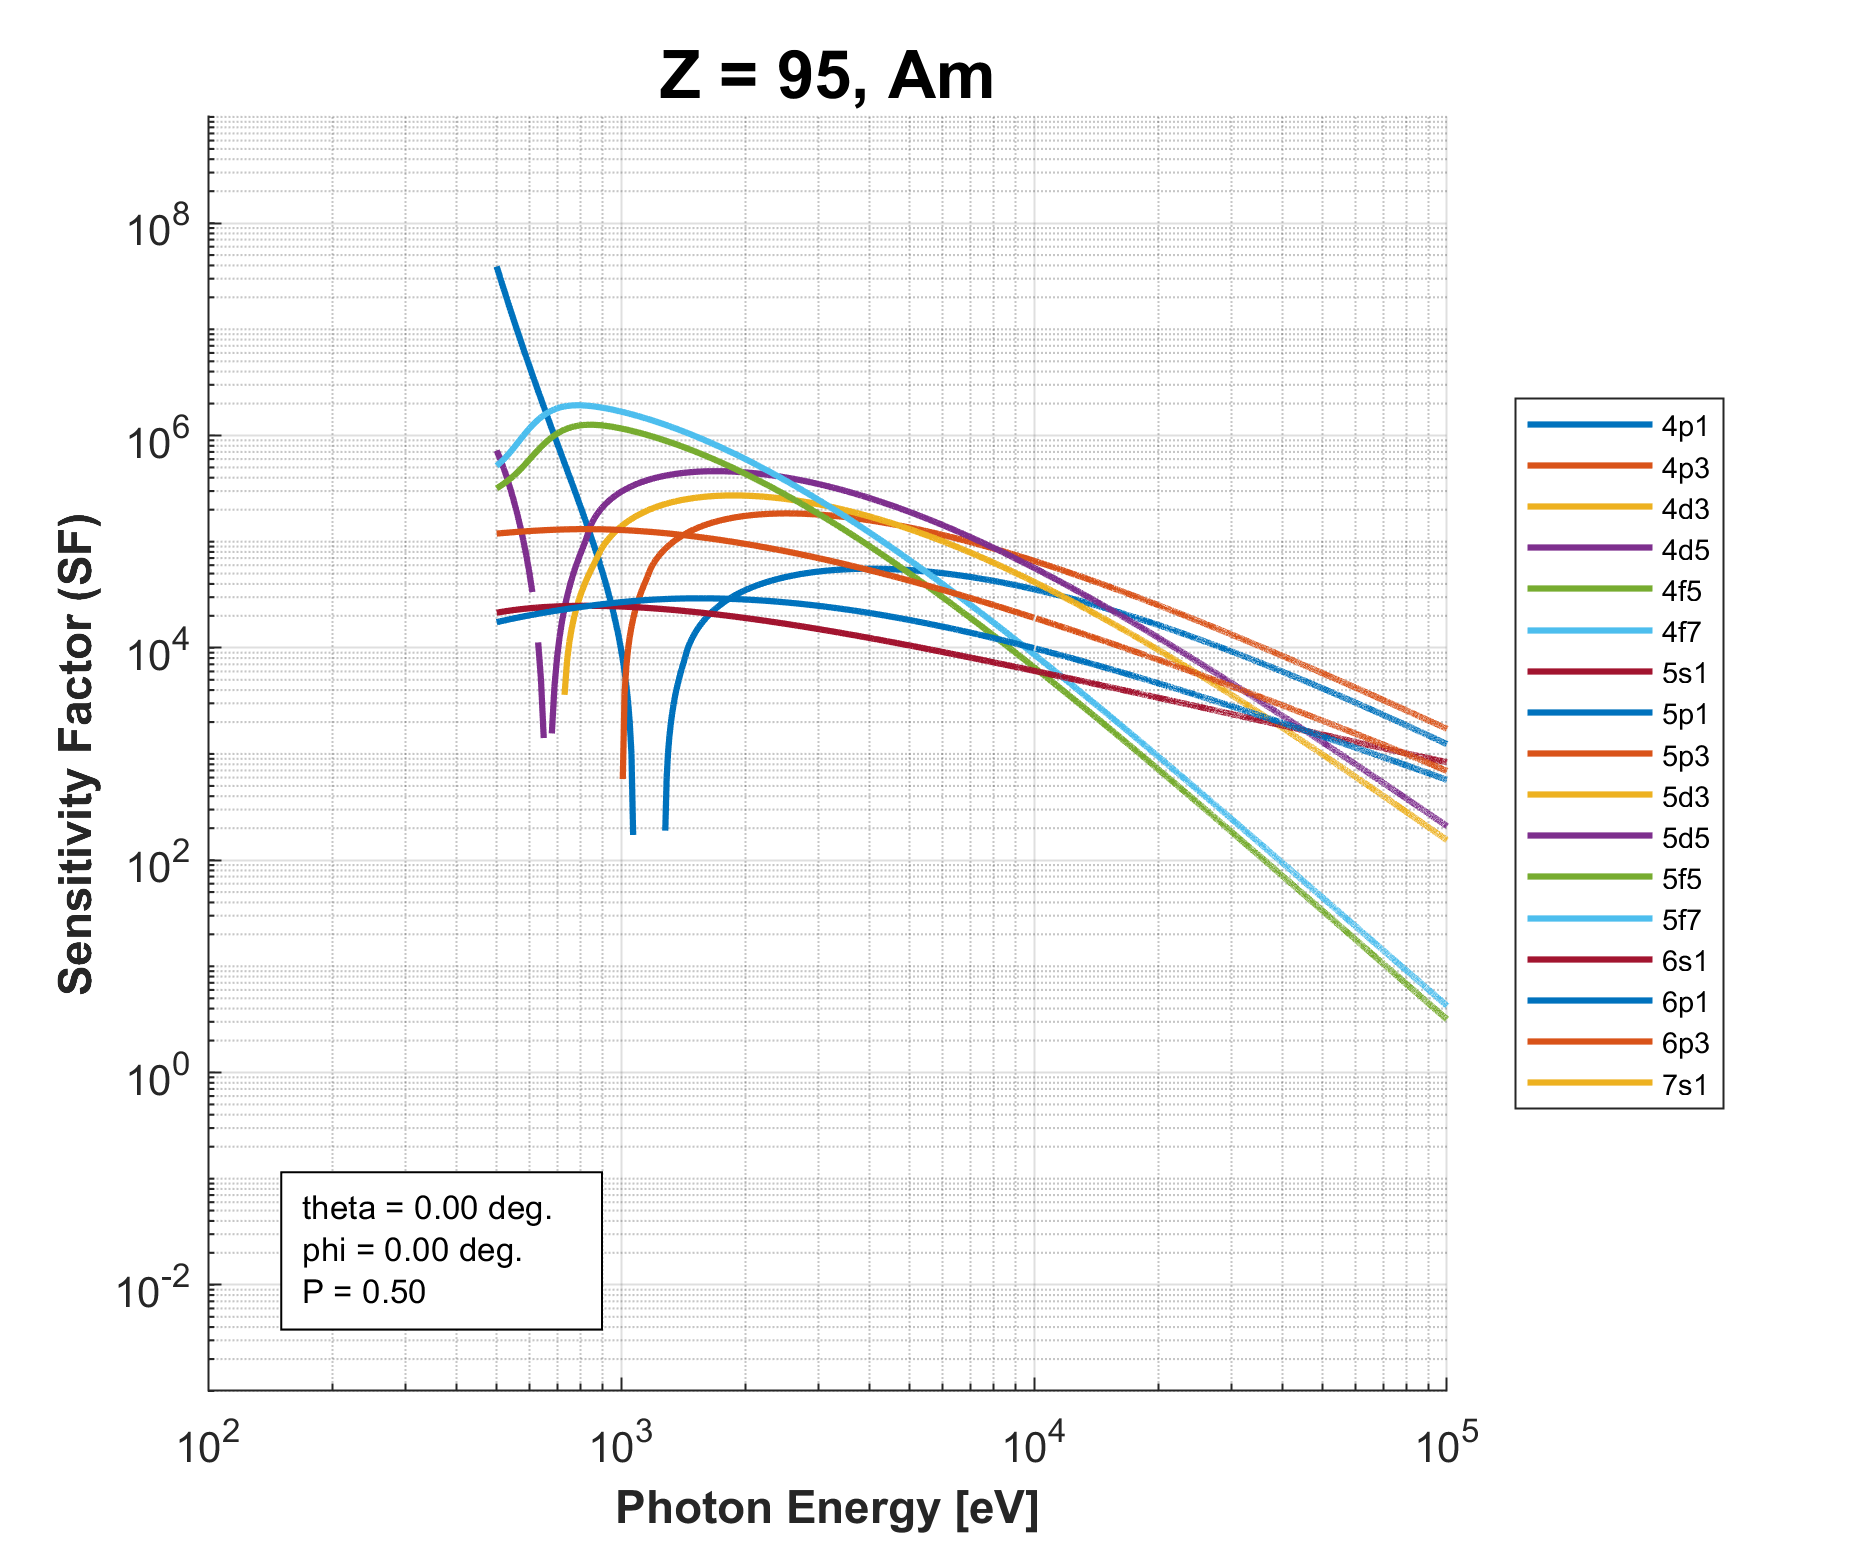 Z = 95, Am
Sensitivity Factor (SF)
10^8
10^6
10^4
10^2
10^0
10^-2
theta = 0.00 deg.
phi = 0.00 deg.
P = 0.50
10^2 10^3 10^4 10^5
Photon Energy [eV]
4p1
4p3
4d3
4d5
4f5
4f7
5s1
5p1
5p3
5d3
5d5
5f5
5f7
6s1
6p1
6p3
7s1